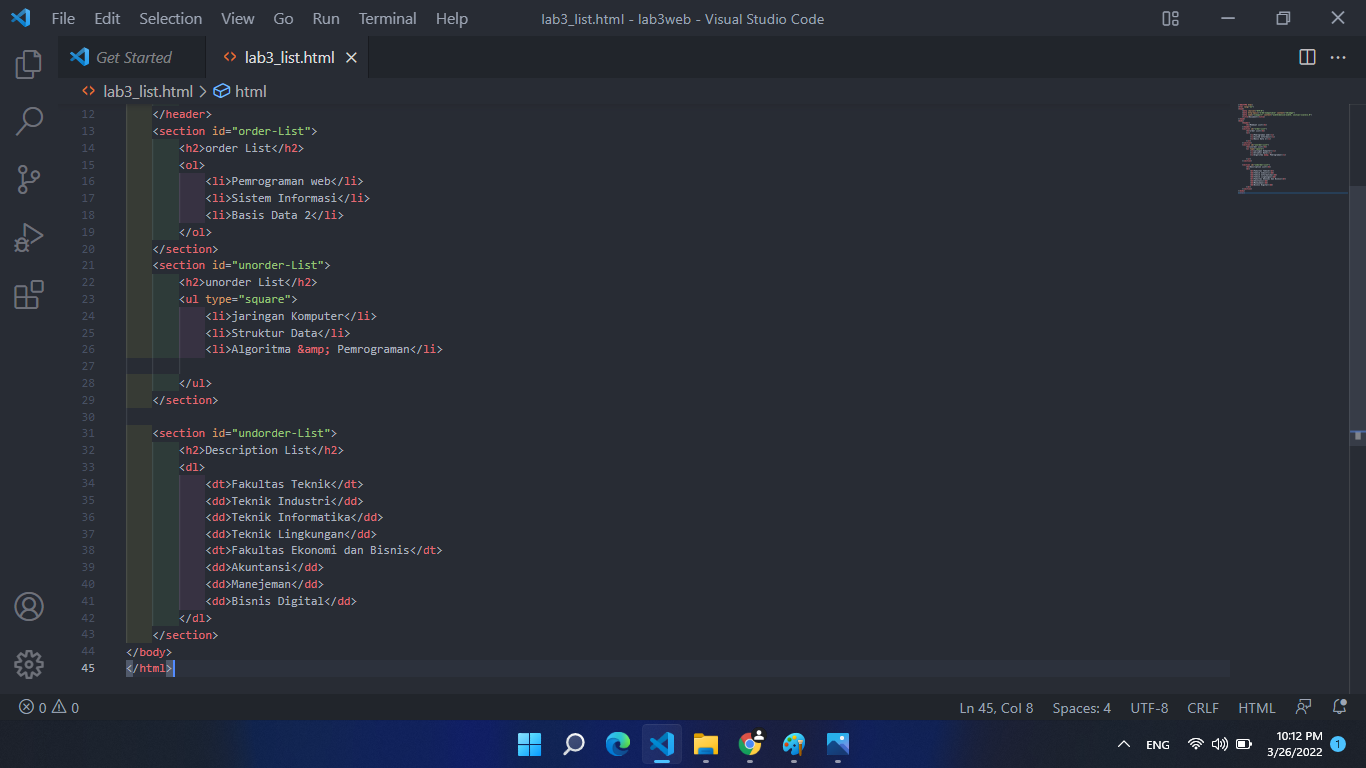 File Edit Selection View Go Run Terminal Help lab3_list.html - lab3web - Visual Studio Code
Get Started lab3_list.html
lab3_list.html > html
12 </header>
13 <section id="order-List">
14 <h2>order List</h2>
15 <ol>
16 <li>Pemrograman web</li>
17 <li>Sistem Informasi</li>
18 <li>Basis Data 2</li>
19 </ol>
20 </section>
21 <section id="unorder-List">
22 <h2>unorder List</h2>
23 <ul type="square">
24 <li>jaringan Komputer</li>
25 <li>Struktur Data</li>
26 <li>Algoritma &amp; Pemrograman</li>
27
28 </ul>
29 </section>
30
31 <section id="undorder-List">
32 <h2>Description List</h2>
33 <dl>
34 <dt>Fakultas Teknik</dt>
35 <dd>Teknik Industri</dd>
36 <dd>Teknik Informatika</dd>
37 <dd>Teknik Lingkungan</dd>
38 <dt>Fakultas Ekonomi dan Bisnis</dt>
39 <dd>Akuntansi</dd>
40 <dd>Manejeman</dd>
41 <dd>Bisnis Digital</dd>
42 </dl>
43 </section>
44 </body>
45 </html>
0 0 Ln 45, Col 8 Spaces: 4 UTF-8 CRLF HTML
ENG 10:12 PM 1
3/26/2022